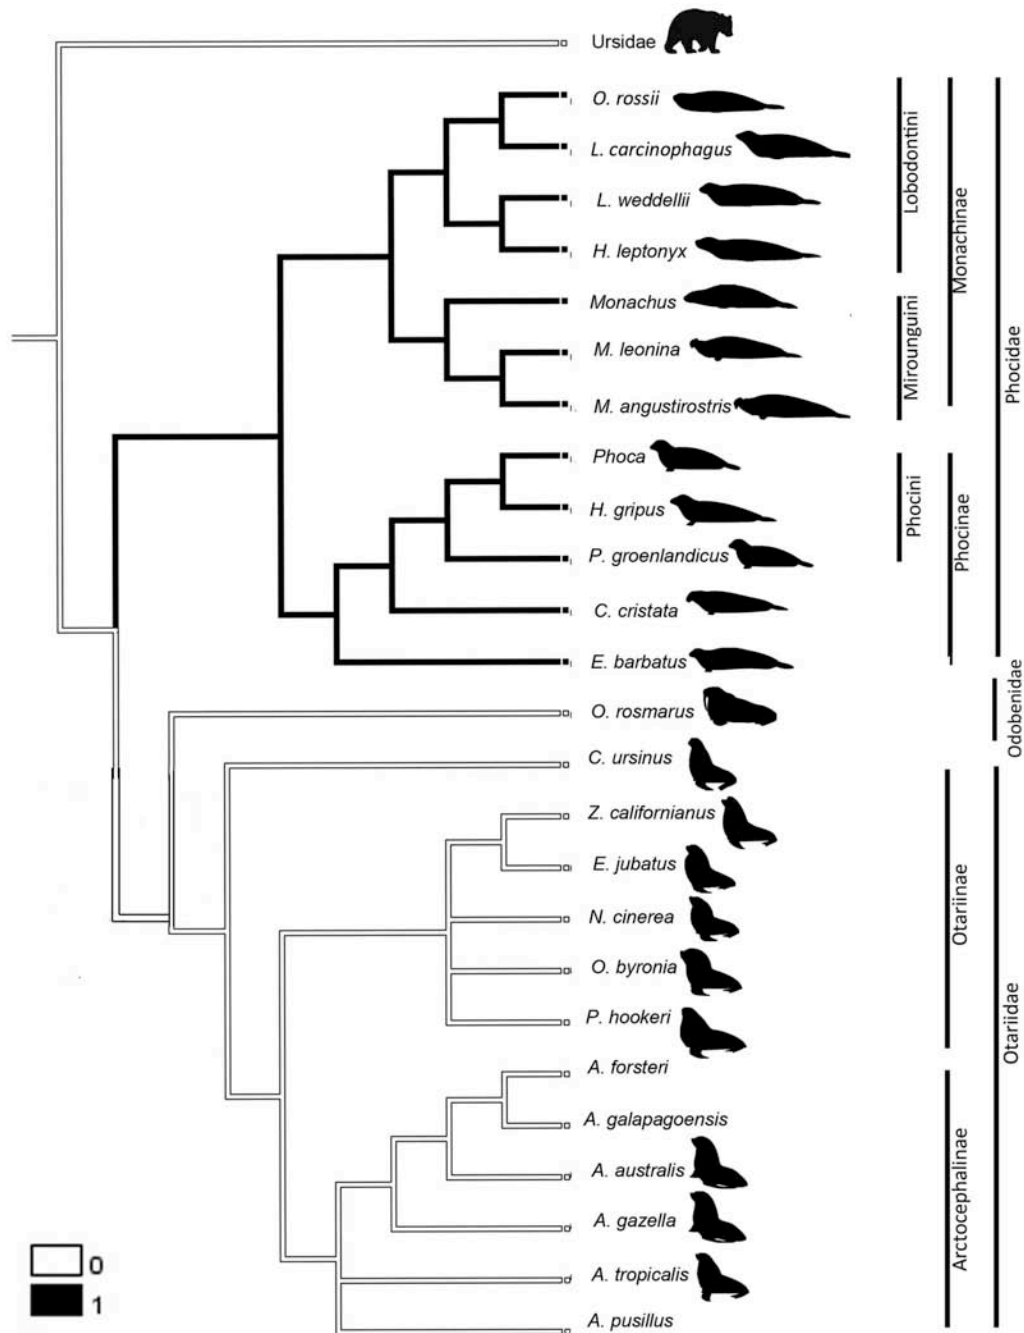 Ursidae
O. rossii
L. carcinophagus
L. weddellii
H. leptonyx
Monachus
M. leonina
M. angustirostris
Phoca
H. gripus
P. groenlandicus
C. cristata
E. barbatus
O. rosmarus
C. ursinus
Z. californianus
E. jubatus
N. cinerea
O. byronia
P. hookeri
A. forsteri
A. galapagoensis
A. australis
A. gazella
A. tropicalis
A. pusillus
Lobodontini
Mirounguini
Phocini
Monachinae
Phocinae
Otariinae
Arctocephalinae
Phocidae
Odobenidae
Otariidae
0
1